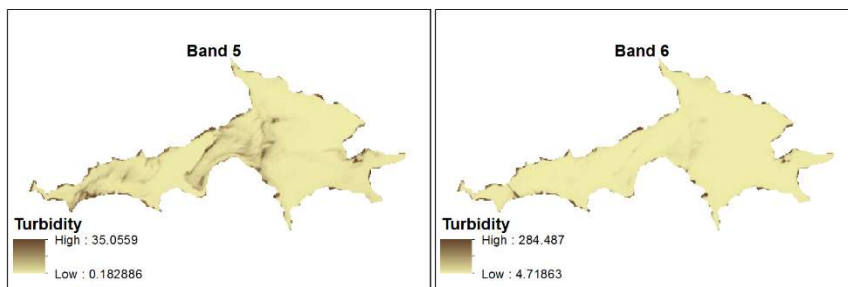 Band 5
Turbidity
High : 35.0559
Low : 0.182886
Band 6
Turbidity
High : 284.487
Low : 4.71863